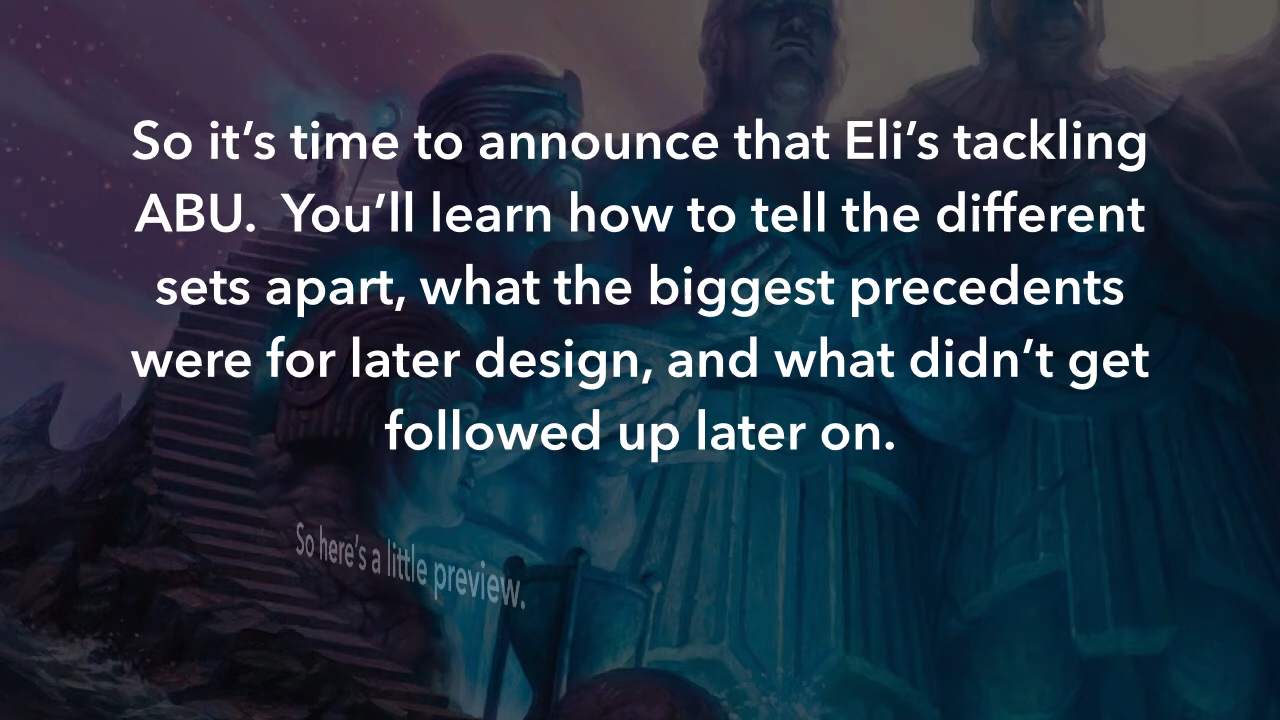 So it’s time to announce that Eli’s tackling
ABU.  You’ll learn how to tell the different
sets apart, what the biggest precedents
were for later design, and what didn’t get
followed up later on.
So here’s a little preview.